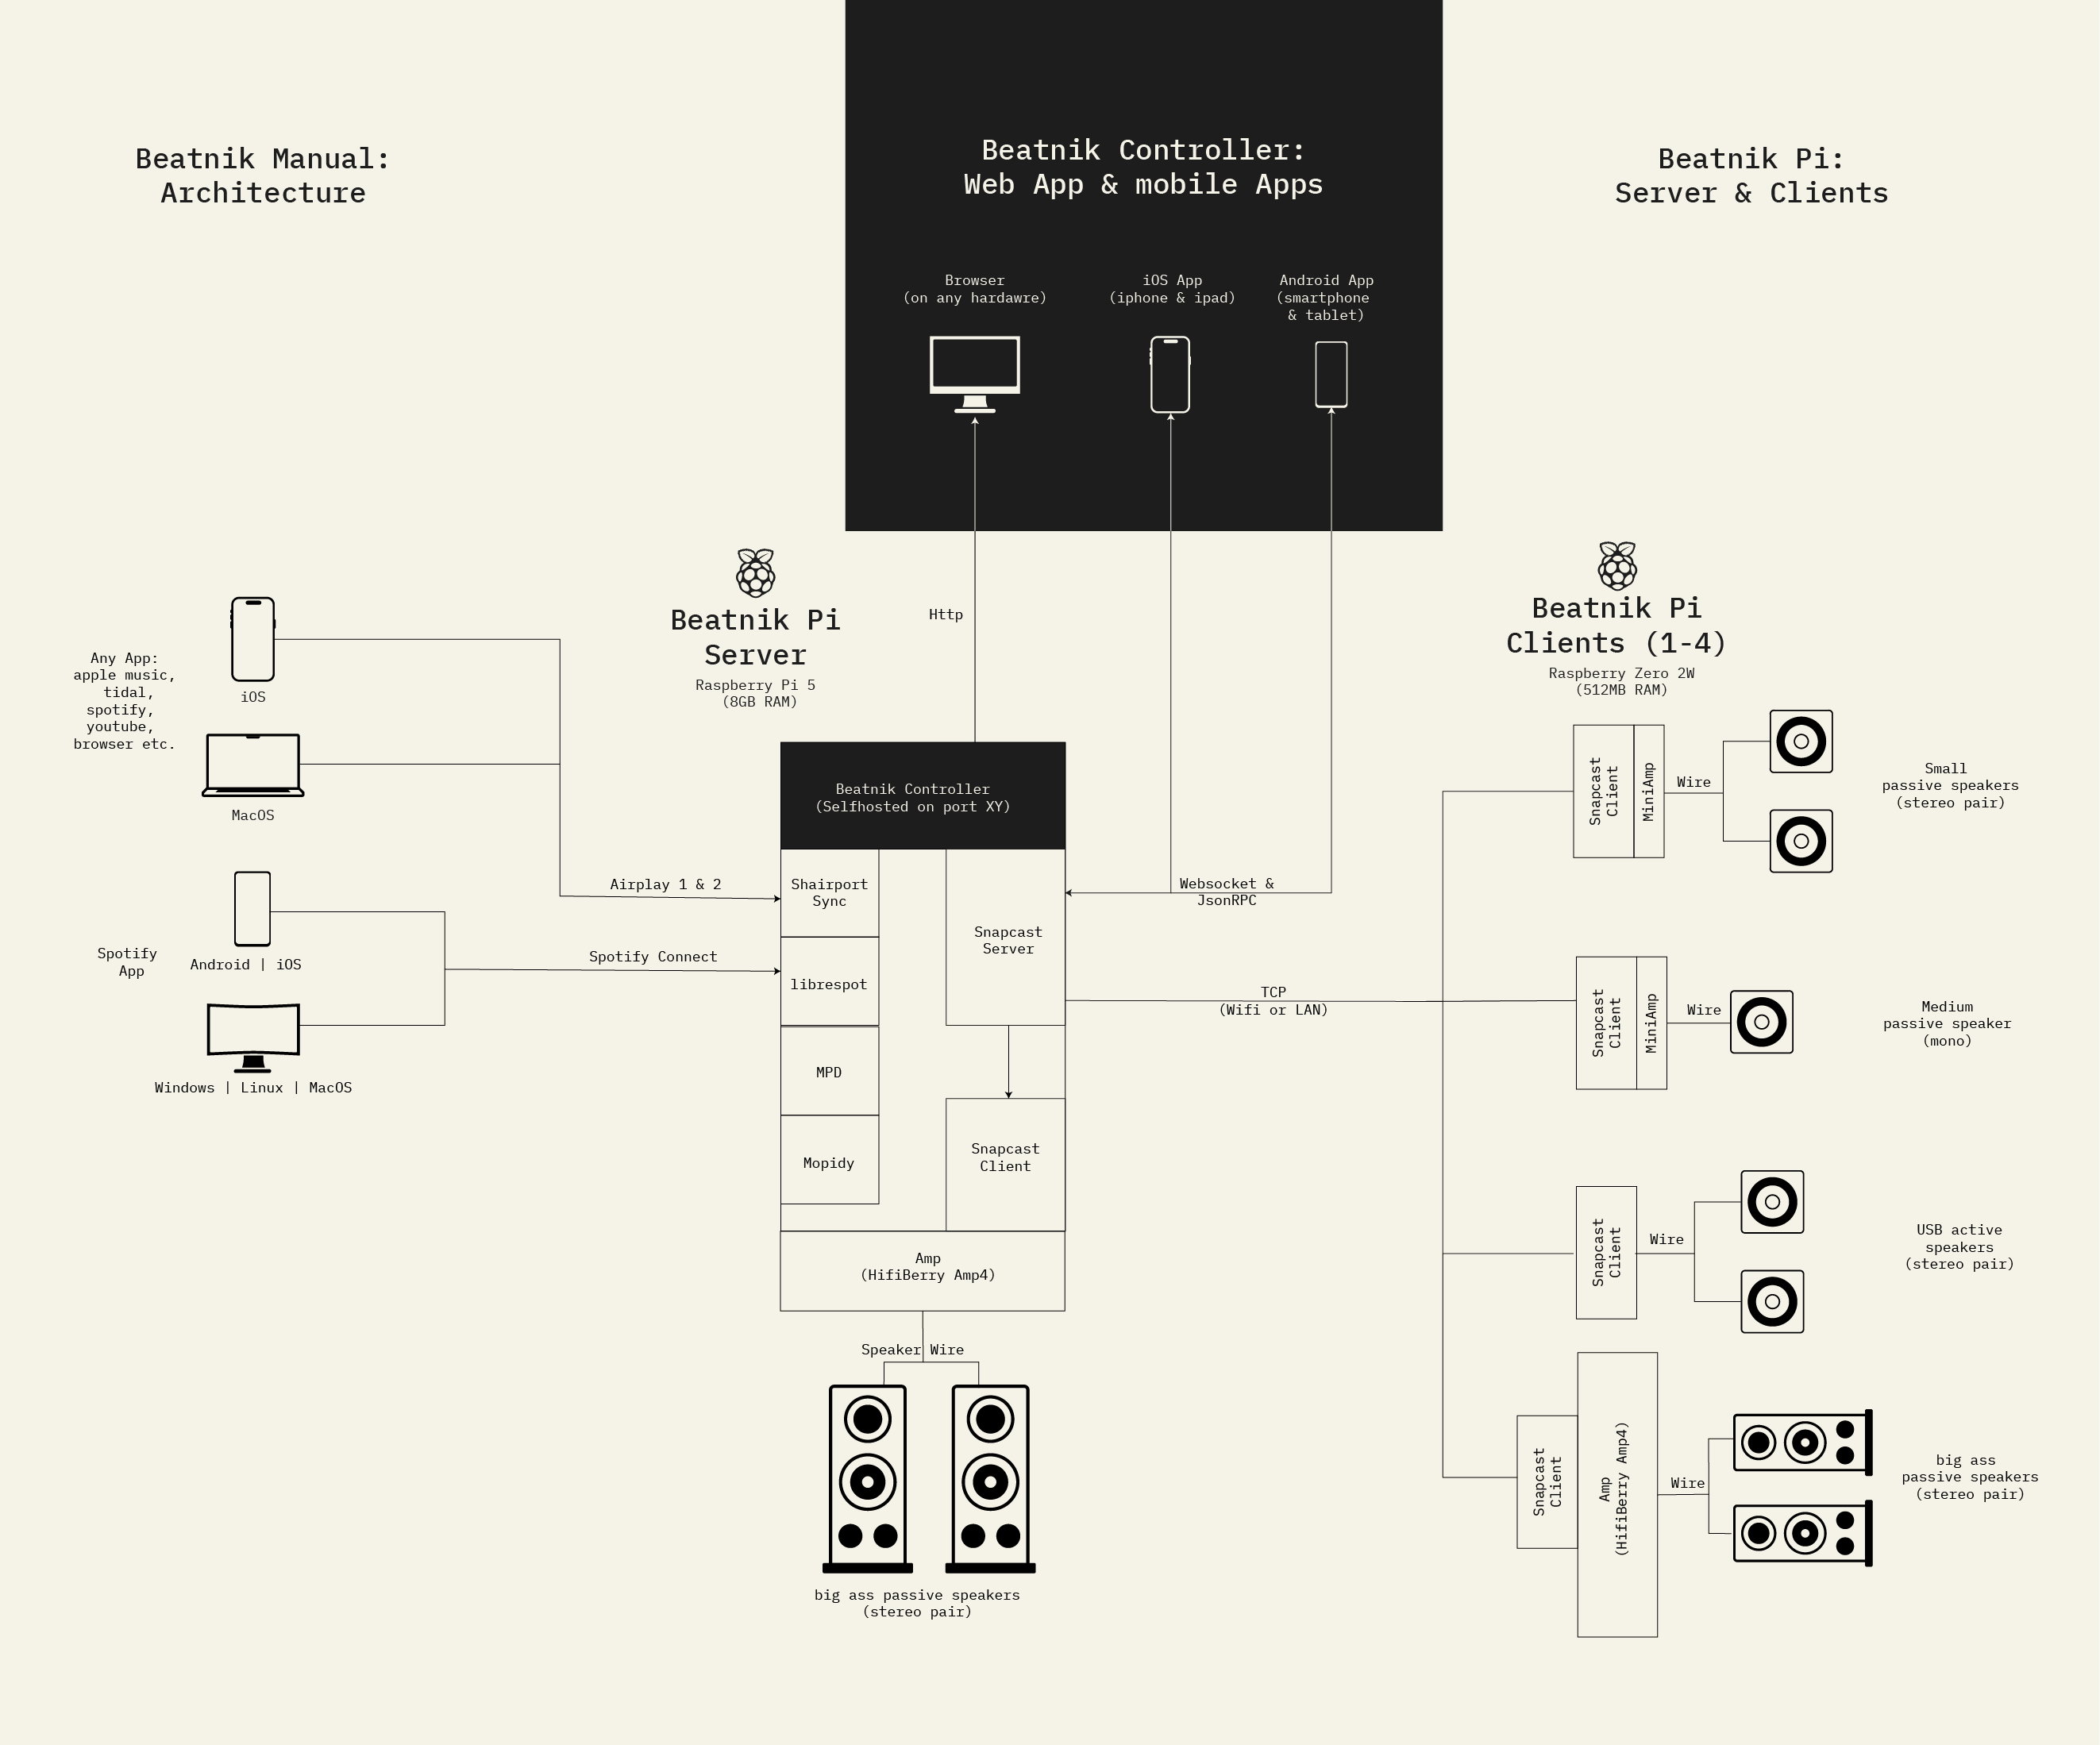 Beatnik Manual:
Architecture
Beatnik Controller:
Web App & mobile Apps
Beatnik Pi:
Server & Clients
Browser
(on any hardawre)
iOS App
(iphone & ipad)
Android App
(smartphone
& tablet)
Http
Beatnik Pi
Server
Raspberry Pi 5
(8GB RAM)
Beatnik Pi
Clients (1-4)
Raspberry Zero 2W
(512MB RAM)
Any App:
apple music,
tidal,
spotify,
youtube,
browser etc.
iOS
MacOS
Spotify
App
Android | iOS
Windows | Linux | MacOS
Airplay 1 & 2
Spotify Connect
Beatnik Controller
(Selfhosted on port XY)
Shairport
Sync
librespot
MPD
Mopidy
Snapcast
Server
Snapcast
Client
Amp
(HifiBerry Amp4)
Speaker Wire
big ass passive speakers
(stereo pair)
Websocket &
JsonRPC
TCP
(Wifi or LAN)
Snapcast
Client
MiniAmp
Wire
Small
passive speakers
(stereo pair)
Snapcast
Client
MiniAmp
Wire
Medium
passive speaker
(mono)
Snapcast
Client
Wire
USB active
speakers
(stereo pair)
Snapcast
Client
Amp
(HifiBerry Amp4)
Wire
big ass
passive speakers
(stereo pair)